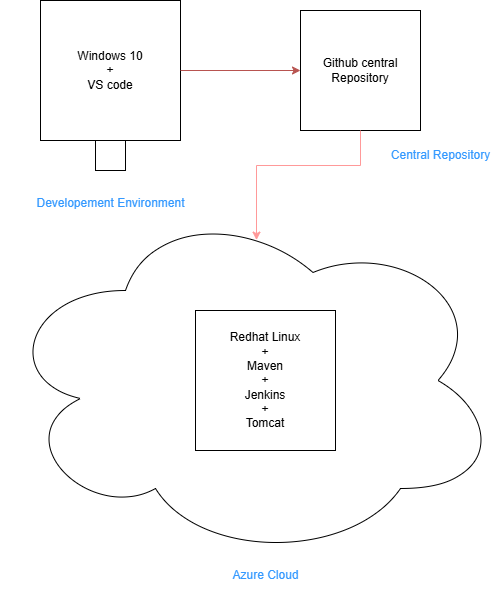 Windows 10
+
VS code
Github central
Repository
Central Repository
Developement Environment
Redhat Linux
+
Maven
+
Jenkins
+
Tomcat
Azure Cloud